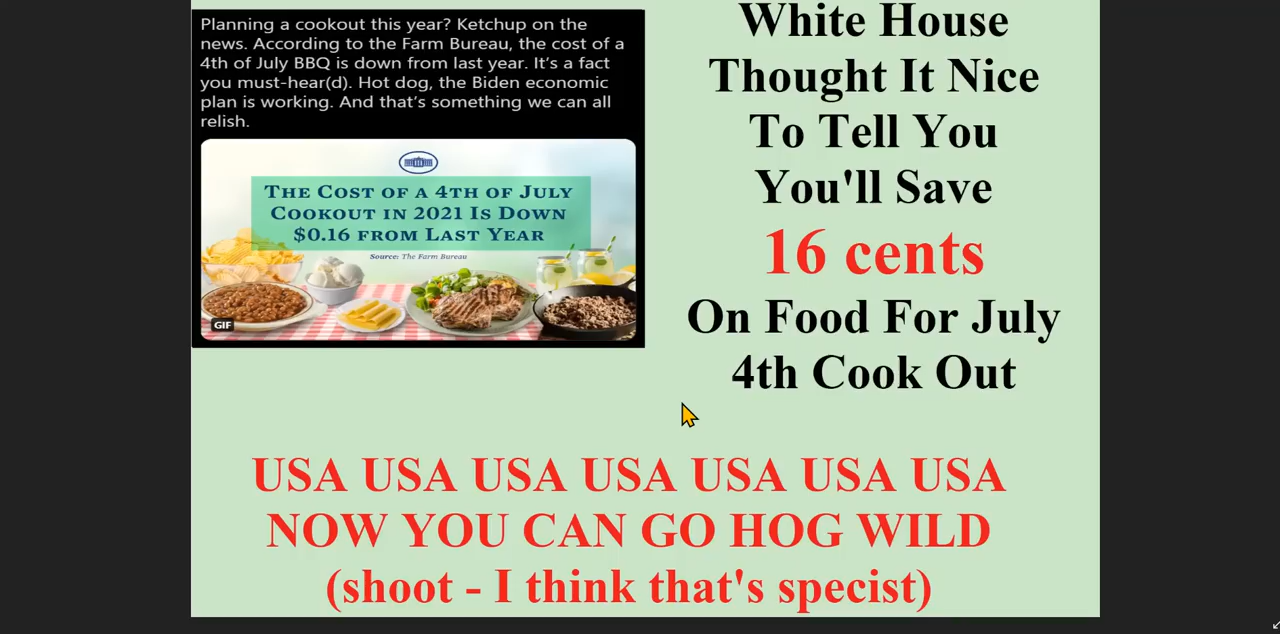 Planning a cookout this year? Ketchup on the
news. According to the Farm Bureau, the cost of a
4th of July BBQ is down from last year. It's a fact
you must-hear(d). Hot dog, the Biden economic
plan is working. And that's something we can all
relish.
THE COST OF A 4TH OF JULY
COOKOUT IN 2021 IS DOWN
$0.16 FROM LAST YEAR
Source: The Farm Bureau
GIF
White House
Thought It Nice
To Tell You
You'll Save
16 cents
On Food For July
4th Cook Out
USA USA USA USA USA USA USA
NOW YOU CAN GO HOG WILD
(shoot - I think that's specist)